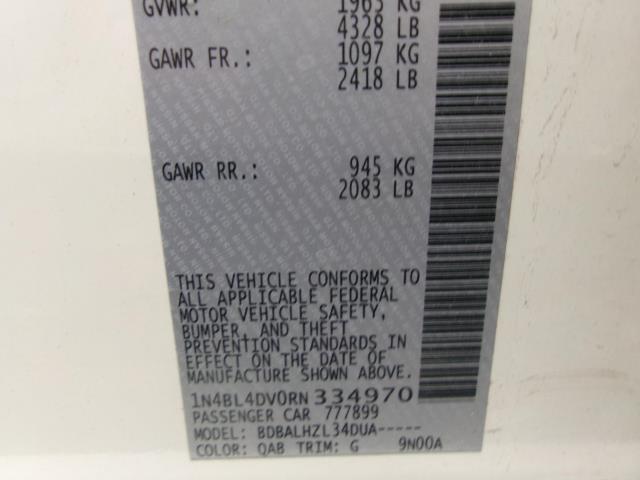 GVWR: 1963 KG
4328 LB
GAWR FR.: 1097 KG
2418 LB
GAWR RR.: 945 KG
2083 LB
THIS VEHICLE CONFORMS TO
ALL APPLICABLE FEDERAL
MOTOR VEHICLE SAFETY,
BUMPER, AND THEFT
PREVENTION STANDARDS IN
EFFECT ON THE DATE OF
MANUFACTURE SHOWN ABOVE.
1N4BL4DV0RN334970
PASSENGER CAR 777899
MODEL: BDBALHZL34DUA-----
COLOR: QAB TRIM: G 9N00A